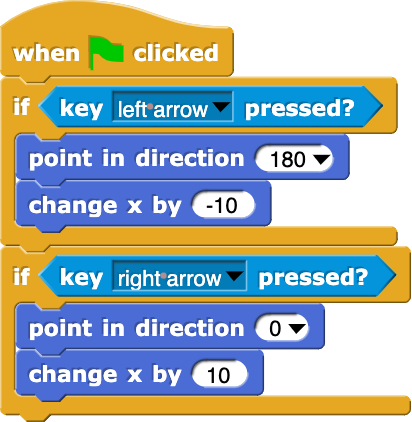 when clicked
if key left arrow pressed?
point in direction 180
change x by -10
if key right arrow pressed?
point in direction 0
change x by 10